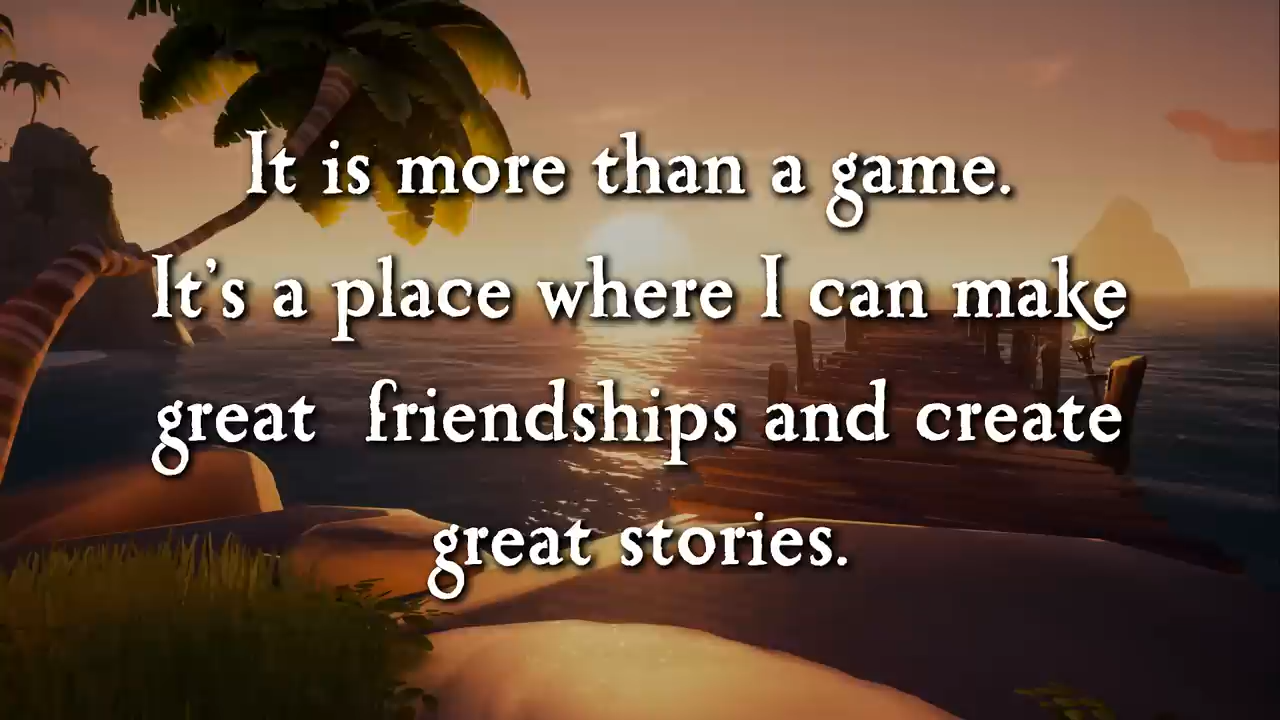 It is more than a game.
It's a place where I can make
great friendships and create
great stories.